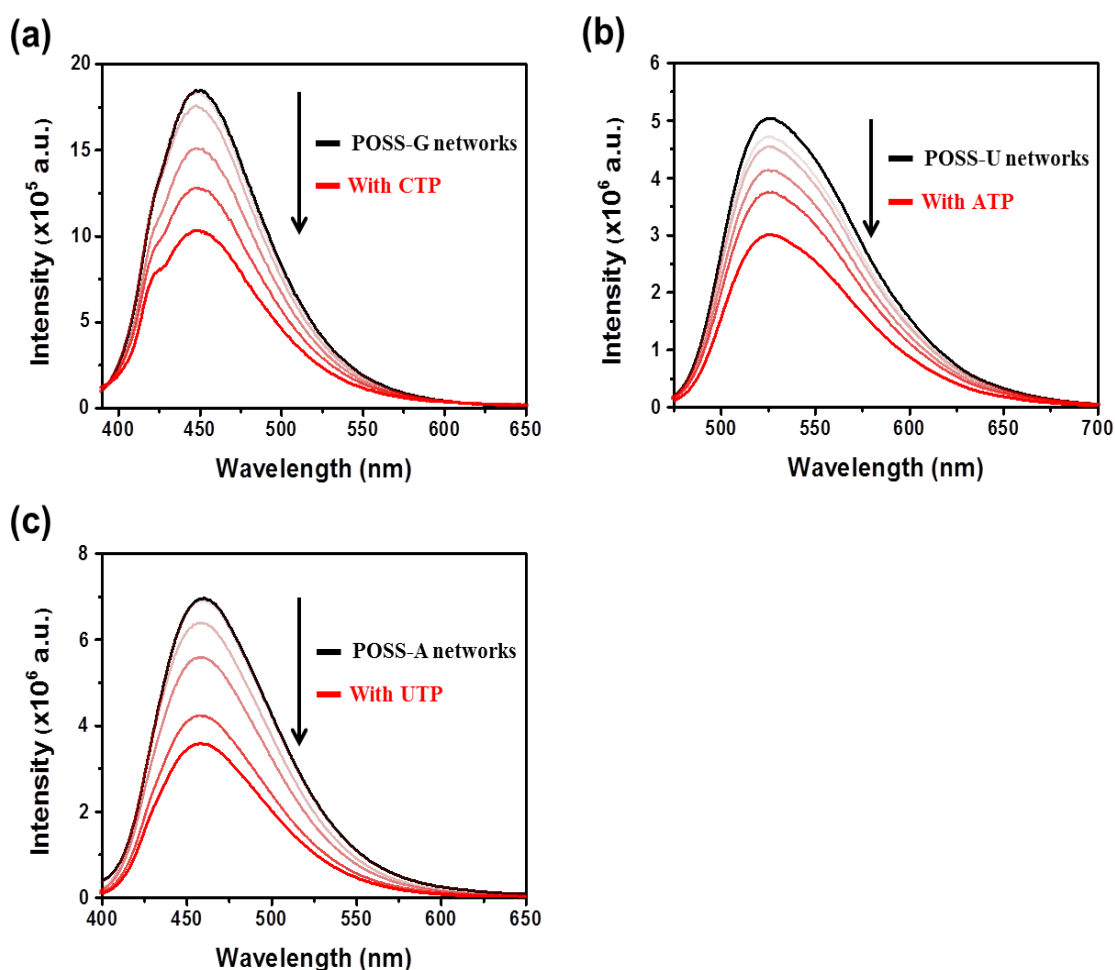 (a)
20
15
10
5
0
400
450
500
550
600
650
Intensity (x10⁵ a.u.)
Wavelength (nm)
POSS-G networks
With CTP
(b)
6
5
4
3
2
1
0
500
550
600
650
700
Intensity (x10⁶ a.u.)
Wavelength (nm)
POSS-U networks
With ATP
(c)
8
6
4
2
0
400
450
500
550
600
650
Intensity (x10⁶ a.u.)
Wavelength (nm)
POSS-A networks
With UTP